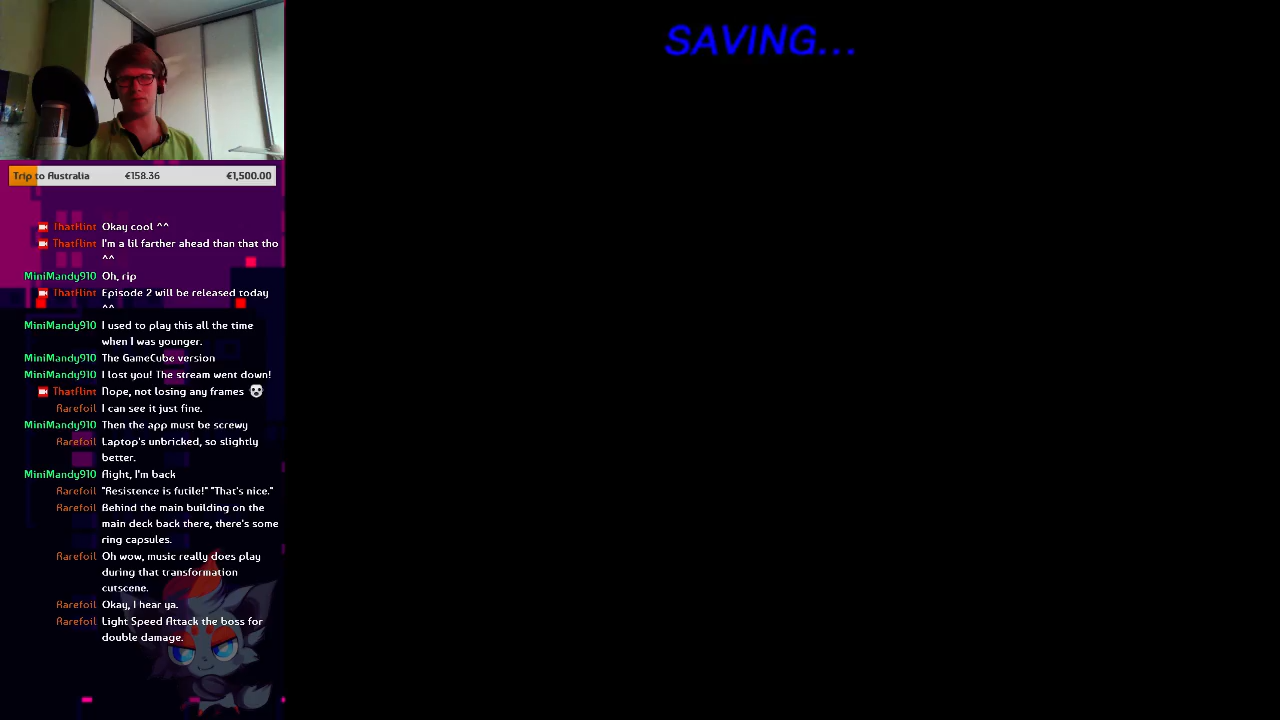 SAVING...
Trip to Australia €158.36 €1,500.00
ThatFlint Okay cool ^^
ThatFlint I'm a lil farther ahead than that tho
^^
MiniMandy910 Oh, rip
ThatFlint Episode 2 will be released today
^^
MiniMandy910 I used to play this all the time
when I was younger.
MiniMandy910 The GameCube version
MiniMandy910 I lost you! The stream went down!
ThatFlint Nope, not losing any frames
Rarefoil I can see it just fine.
MiniMandy910 Then the app must be screwy
Rarefoil Laptop's unbricked, so slightly
better.
MiniMandy910 Aight, I'm back
Rarefoil "Resistence is futile!" "That's nice."
Rarefoil Behind the main building on the
main deck back there, there's some
ring capsules.
Rarefoil Oh wow, music really does play
during that transformation
cutscene.
Rarefoil Okay, I hear ya.
Rarefoil Light Speed Attack the boss for
double damage.